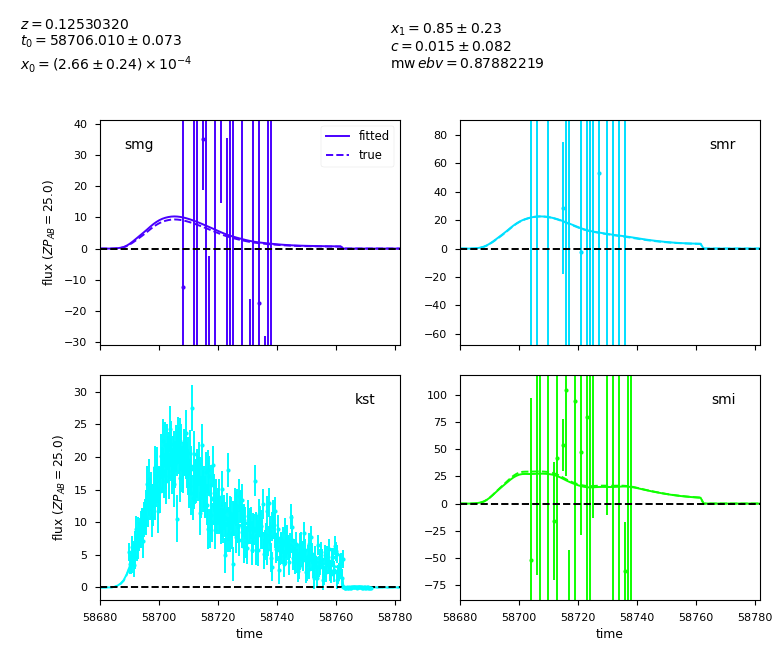 z = 0.12530320
t₀ = 58706.010 ± 0.073
x₀ = (2.66 ± 0.24) × 10⁻⁴
x₁ = 0.85 ± 0.23
c = 0.015 ± 0.082
mw ebv = 0.87882219
smg
fitted
true
40
30
20
10
0
−10
−20
−30
flux (ZP_AB = 25.0)
smr
80
60
40
20
0
−20
−40
−60
kst
30
25
20
15
10
5
0
flux (ZP_AB = 25.0)
58680 58700 58720 58740 58760 58780
time
smi
100
75
50
25
0
−25
−50
−75
58680 58700 58720 58740 58760 58780
time